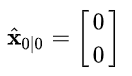 x̂₀|₀ = [0
0]